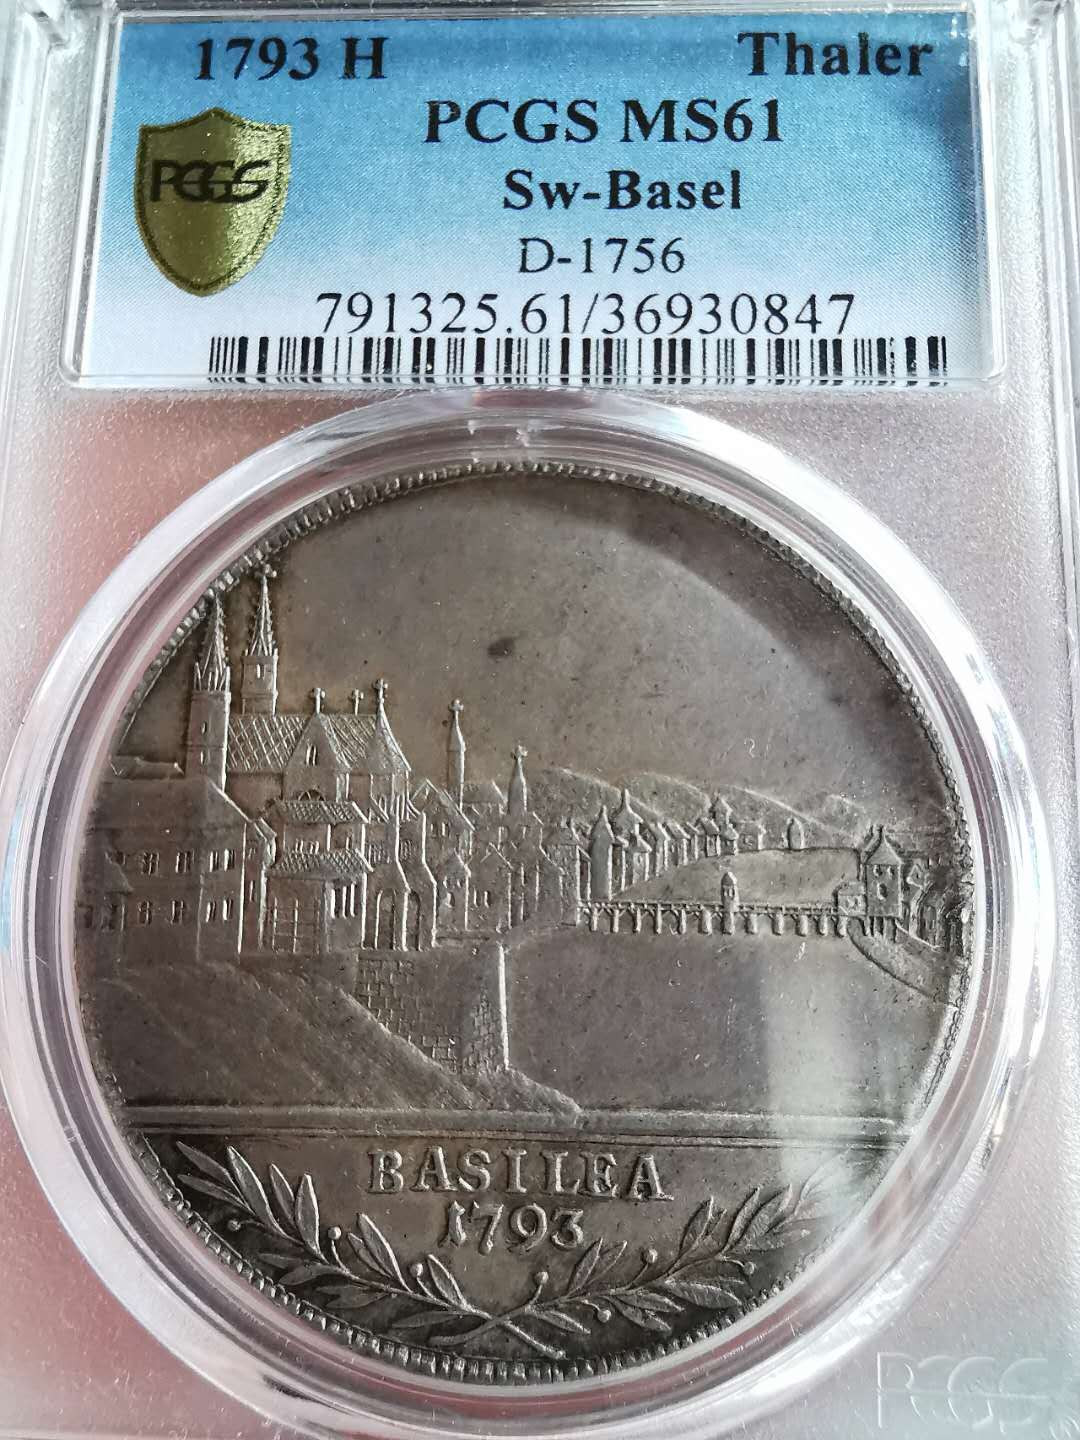 1793 H Thaler
PCGS MS61
PCGS
Sw-Basel
D-1756
791325.61/36930847
BASILEA
1793
PCGS